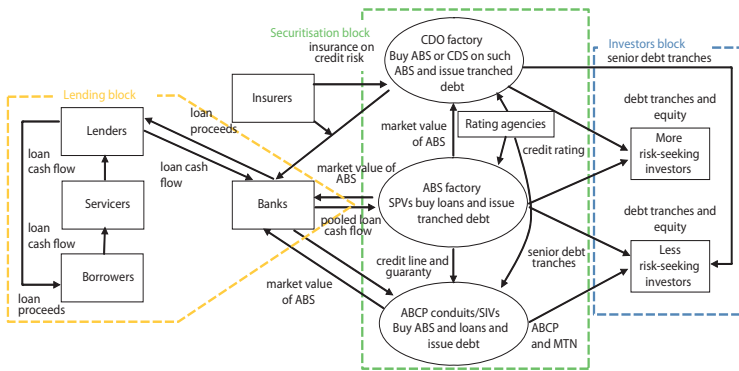 Securitisation block
insurance on
credit risk
CDO factory
Buy ABS or CDS on such
ABS and issue tranched
debt
Investors block
senior debt tranches
Lending block
Insurers
loan
proceeds
Lenders
market value
of ABS
Rating agencies
credit rating
debt tranches and
equity
More
risk-seeking
investors
loan
cash flow
loan cash
flow
market value of
ABS
Servicers
Banks
ABS factory
SPVs buy loans and issue
tranched debt
pooled loan
cash flow
loan
cash flow
debt tranches and
equity
Less
risk-seeking
investors
Borrowers
credit line and
guaranty
senior debt
tranches
market value
of ABS
loan
proceeds
ABCP conduits/SIVs
Buy ABS and loans and
issue debt
ABCP
and MTN